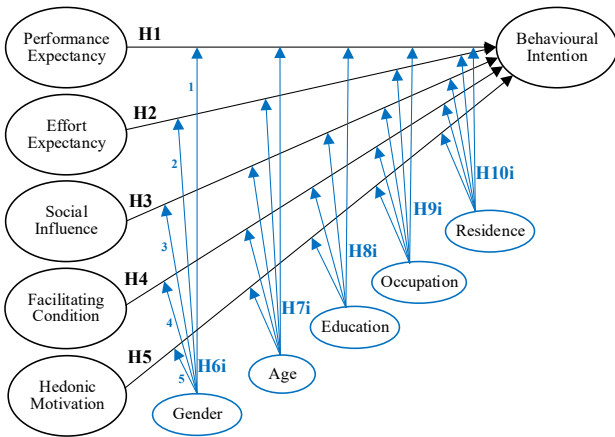 Performance
Expectancy
H1
Behavioural
Intention
1
Effort
Expectancy
H2
2
Social
Influence
H3
3
H10i
Residence
H9i
Occupation
Facilitating
Condition
H4
4
H8i
Education
H7i
Age
Hedonic
Motivation
H5
5
H6i
Gender